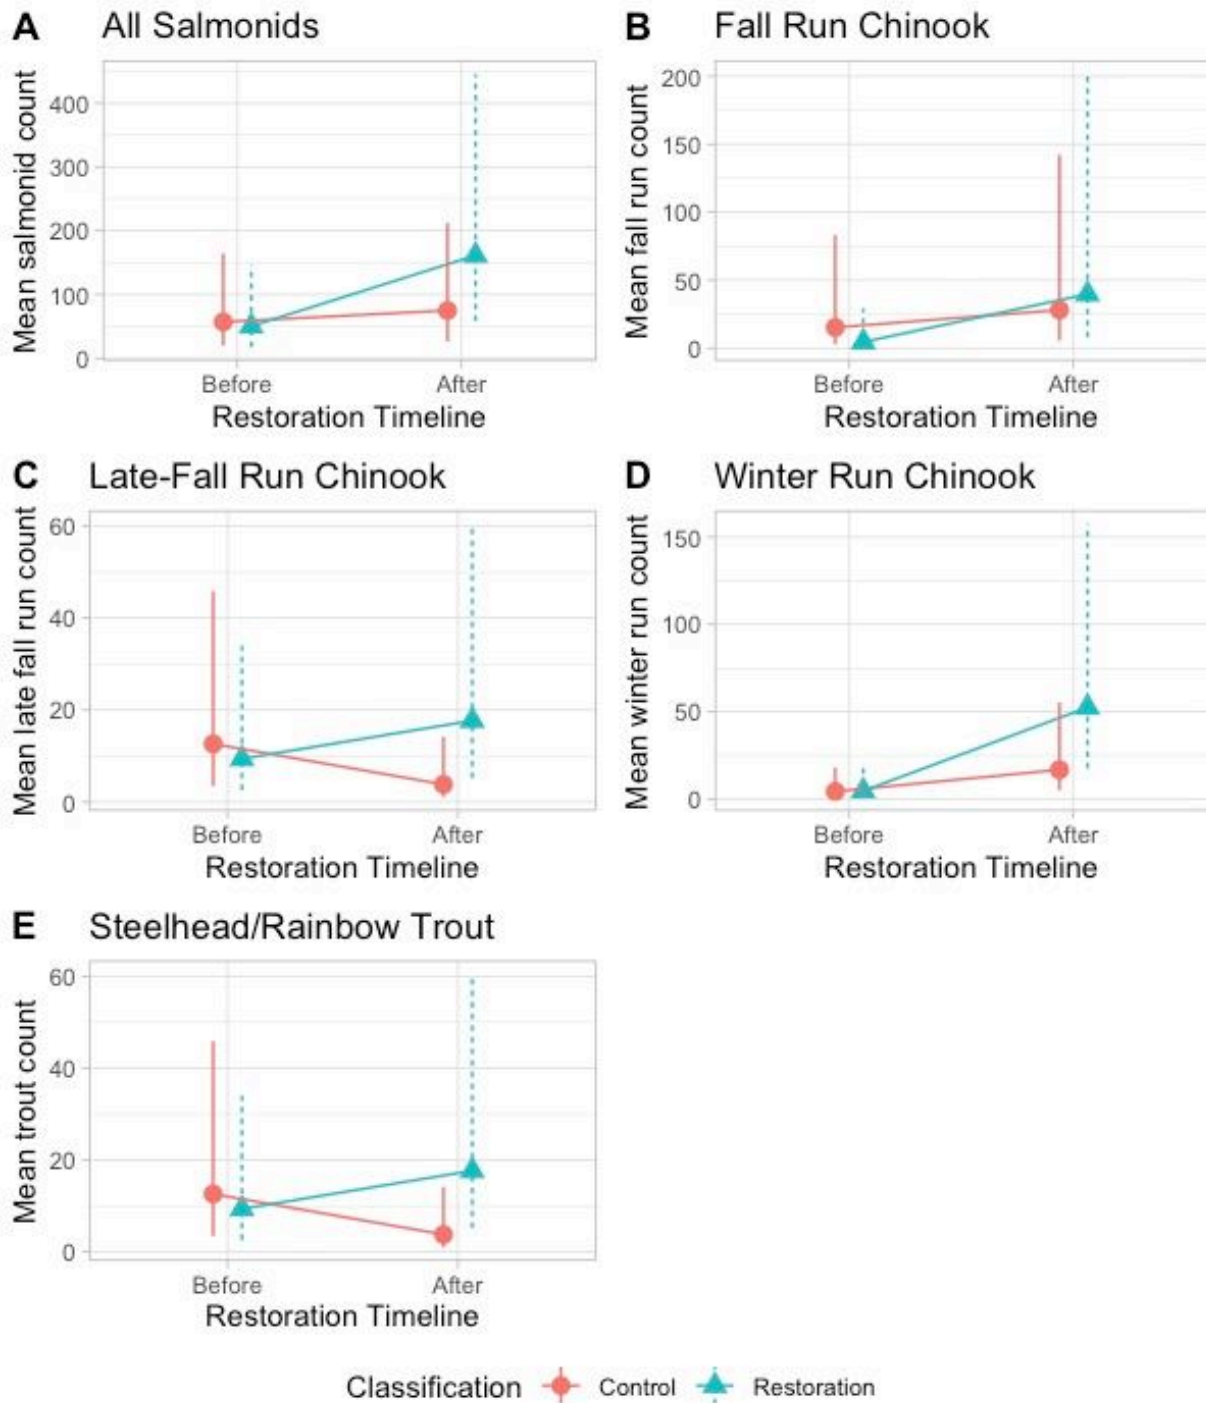 A All Salmonids
Mean salmonid count
400
300
200
100
0
Before After
Restoration Timeline
B Fall Run Chinook
Mean fall run count
200
150
100
50
0
Before After
Restoration Timeline
C Late-Fall Run Chinook
Mean late fall run count
60
40
20
0
Before After
Restoration Timeline
D Winter Run Chinook
Mean winter run count
150
100
50
0
Before After
Restoration Timeline
E Steelhead/Rainbow Trout
Mean trout count
60
40
20
0
Before After
Restoration Timeline
Classification Control Restoration